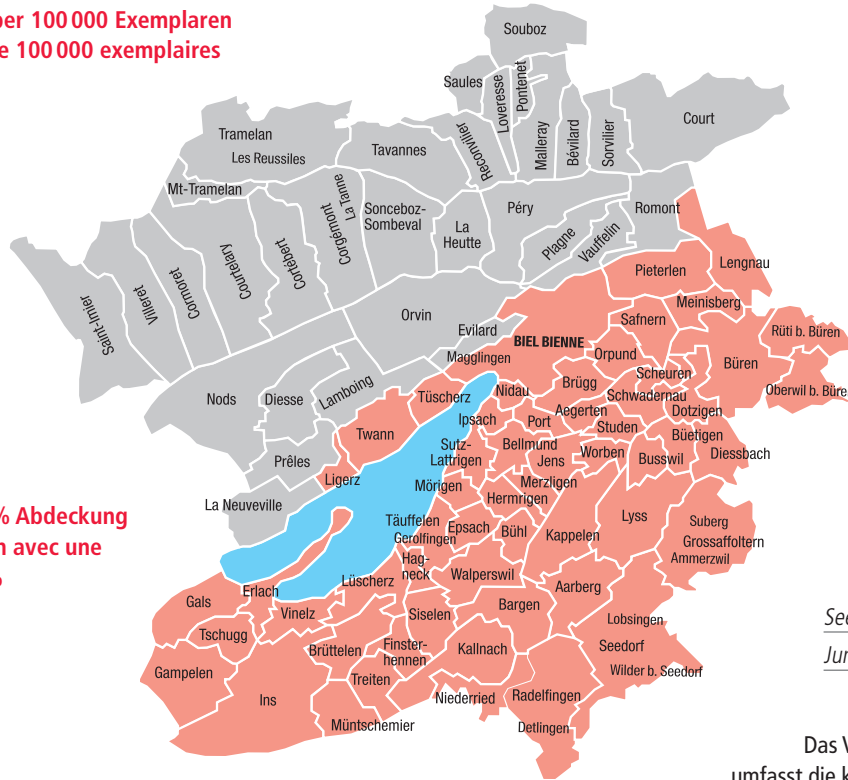 ber 100 000 Exemplaren
e 100 000 exemplaires
Souboz
Saules
Loveresse
Pontenet
Reconvilier
Malleray
Bévilard
Sorvilier
Court
Tramelan
Les Reussiles
Tavannes
Mt-Tramelan
La Tanne
Corgémont
Sonceboz-
Sombeval
La
Heutte
Péry
Plagne
Vauffelin
Romont
Saint-Imier
Villeret
Cormoret
Courtelary
Cortébert
Orvin
Evilard
Magglingen
BIEL BIENNE
Pieterlen
Lengnau
Meinisberg
Safnern
Orpund
Scheuren
Büren
Rüti b. Büren
Oberwil b. Büre
Nods
Diesse
Lamboing
Prêles
La Neuveville
Twann
Tüscherz
Ligerz
Nidau
Brügg
Schwadernau
Aegerten
Dotzigen
Ipsach
Port
Studen
Büetigen
Sutz-
Lattrigen
Bellmund
Jens
Worben
Busswil
Diessbach
Mörigen
Merzligen
Hermrigen
% Abdeckung
n avec une
Täuffelen
Gerolfingen
Epsach
Bühl
Kappelen
Lyss
Suberg
Grossaffoltern
Ammerzwil
Hag-
neck
Walperswil
Aarberg
Lüscherz
Erlach
Gals
Vinelz
Siselen
Bargen
Lobsingen
Tschugg
Brüttelen
Finster-
hennen
Kallnach
Seedorf
Wilder b. Seedorf
Gampelen
Treiten
Ins
Niederried
Radelfingen
Müntschemier
Detlingen
See
Jur
Das V
umfasst die k